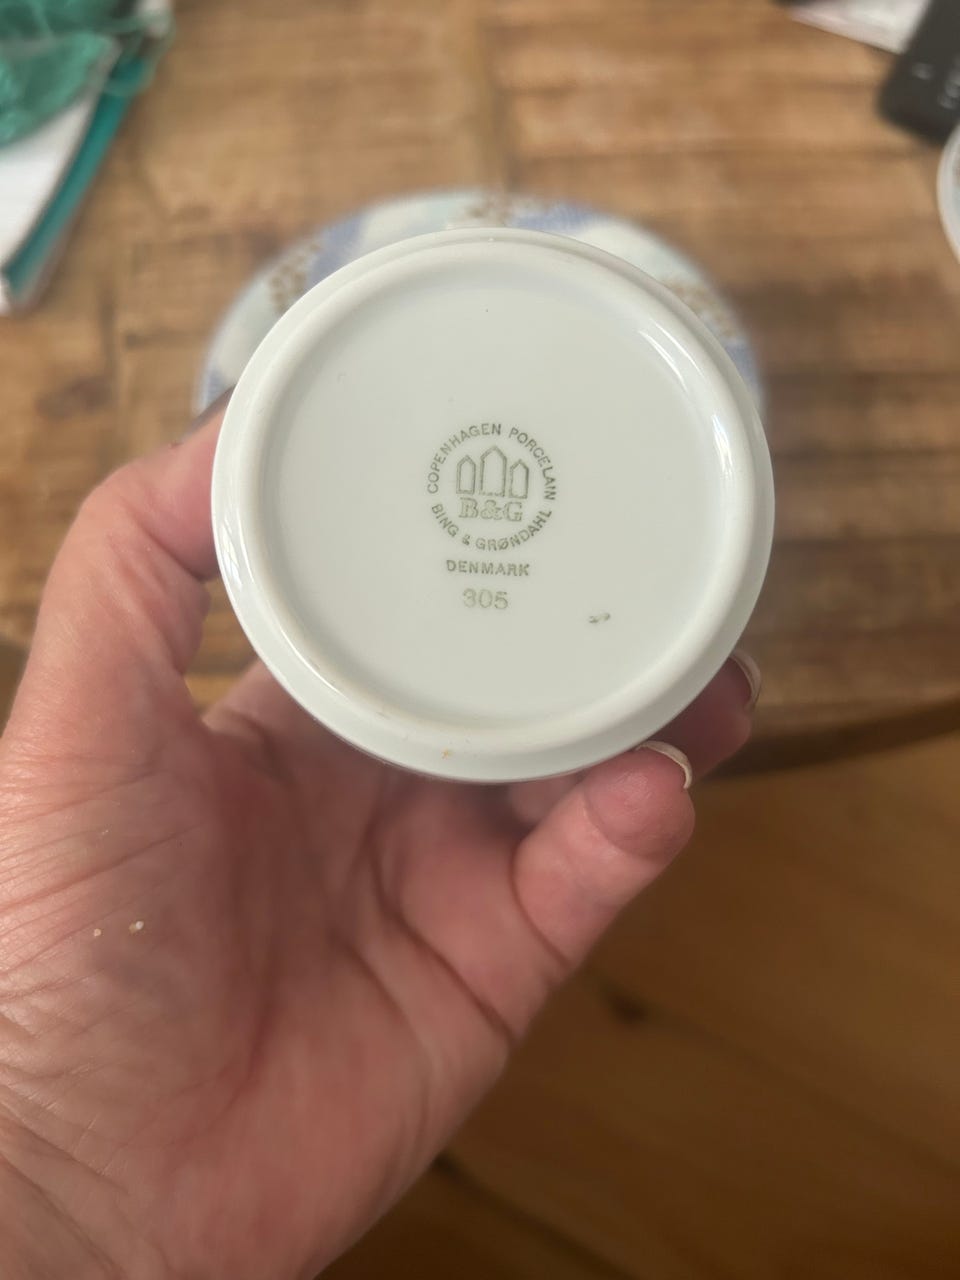 COPENHAGEN PORCELAIN
B&G
BING & GRØNDAHL
DENMARK
305